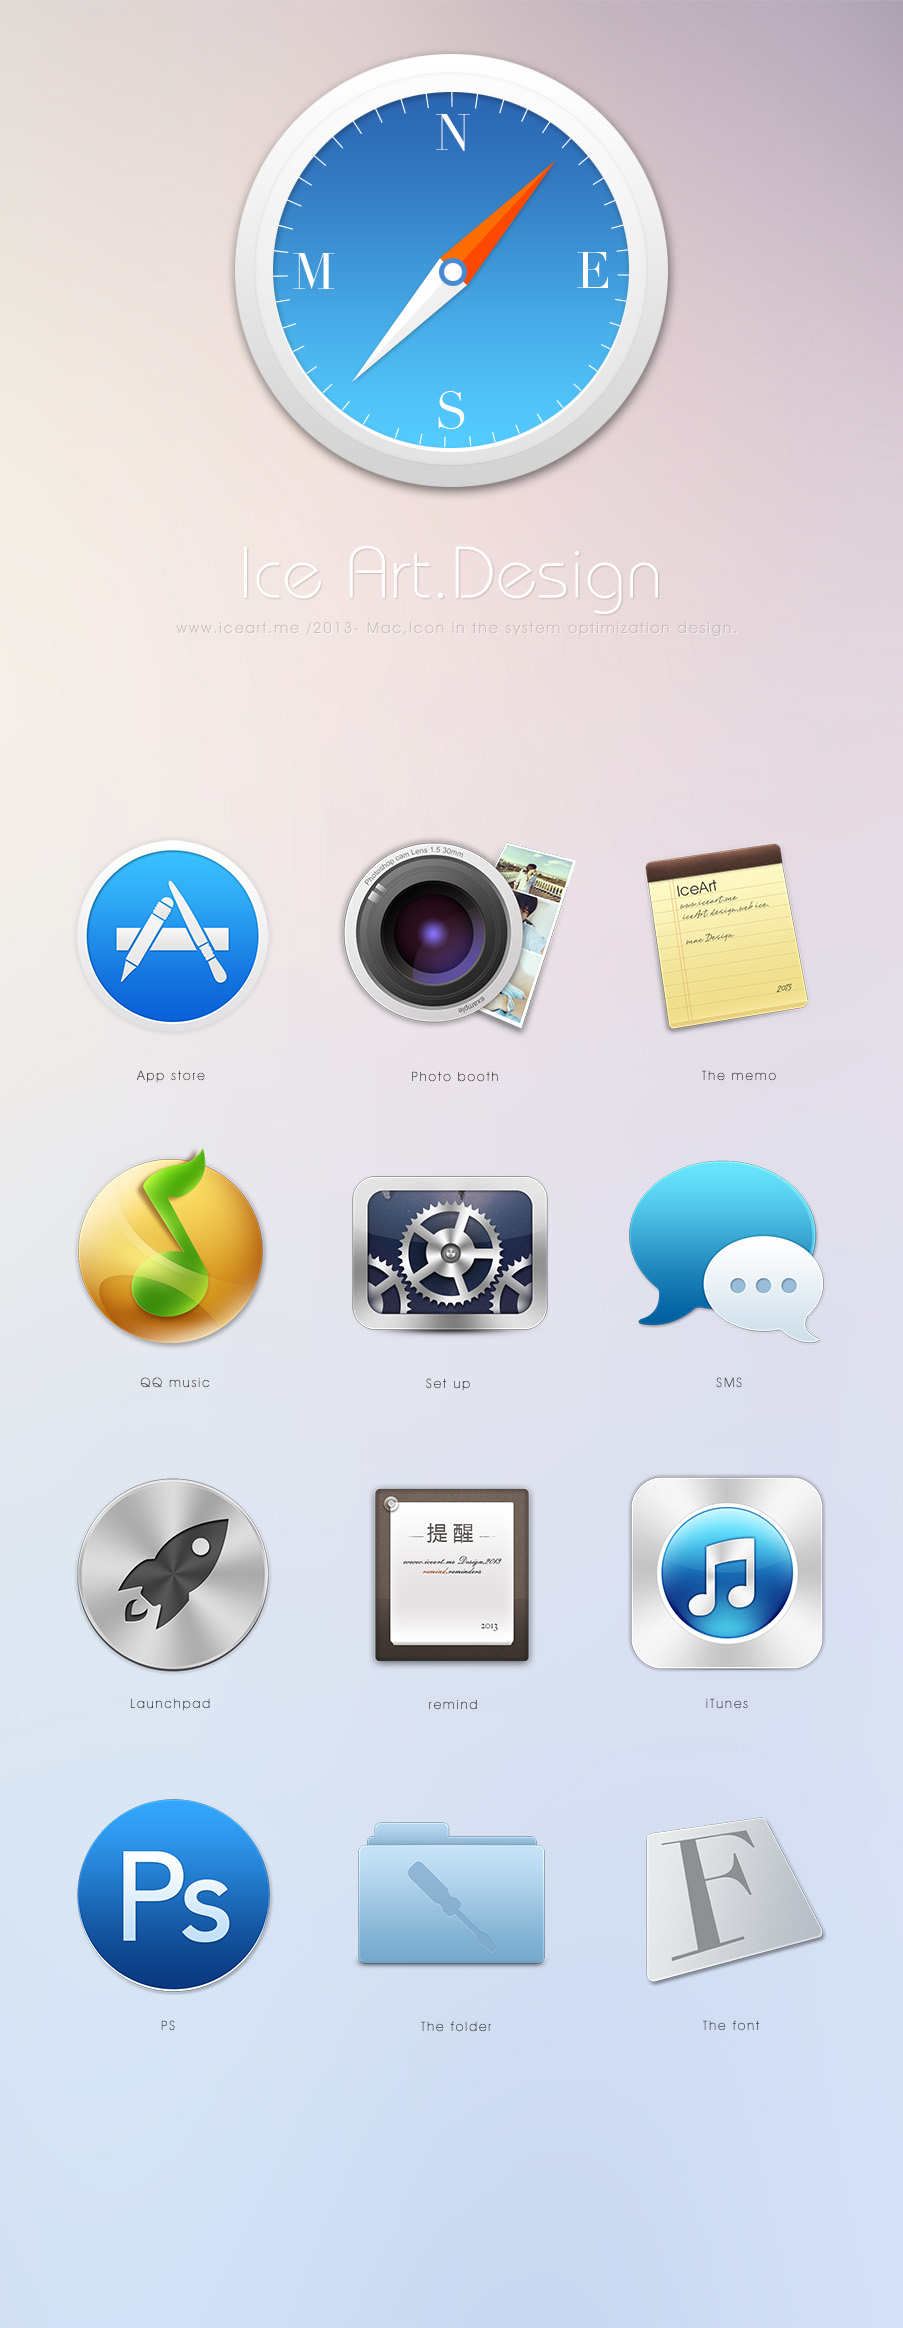 N
M E
S
Ice Art.Design
www.iceart.me /2013- Mac,Icon in the system optimization design.
Photoshop cam Lens 1.5 30mm
example
IceArt
www.iceart.me
iceArt design.web ice.
mac Design
2013
App store
Photo booth
The memo
QQ music
Set up
SMS
提醒
www.iceart.me Design,2013
remind,reminders
2013
Launchpad
remind
iTunes
Ps
F
PS
The folder
The font